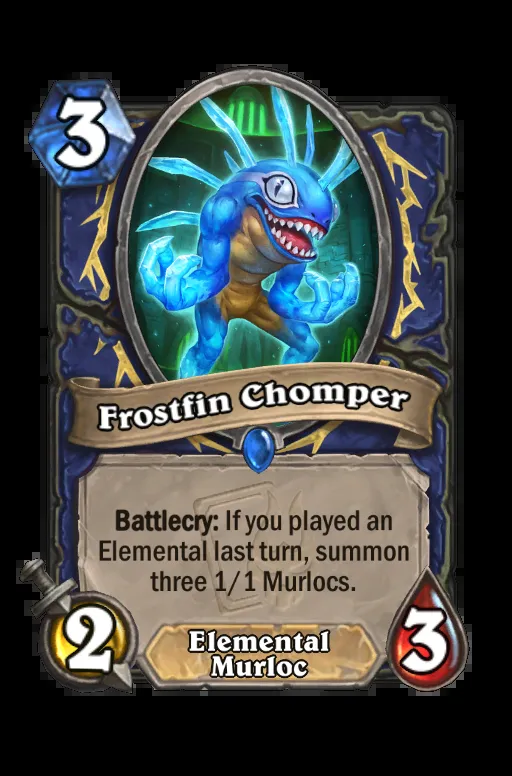 3
Frostfin Chomper
Battlecry: If you played an
Elemental last turn, summon
three 1/1 Murlocs.
2
Elemental
Murloc
3